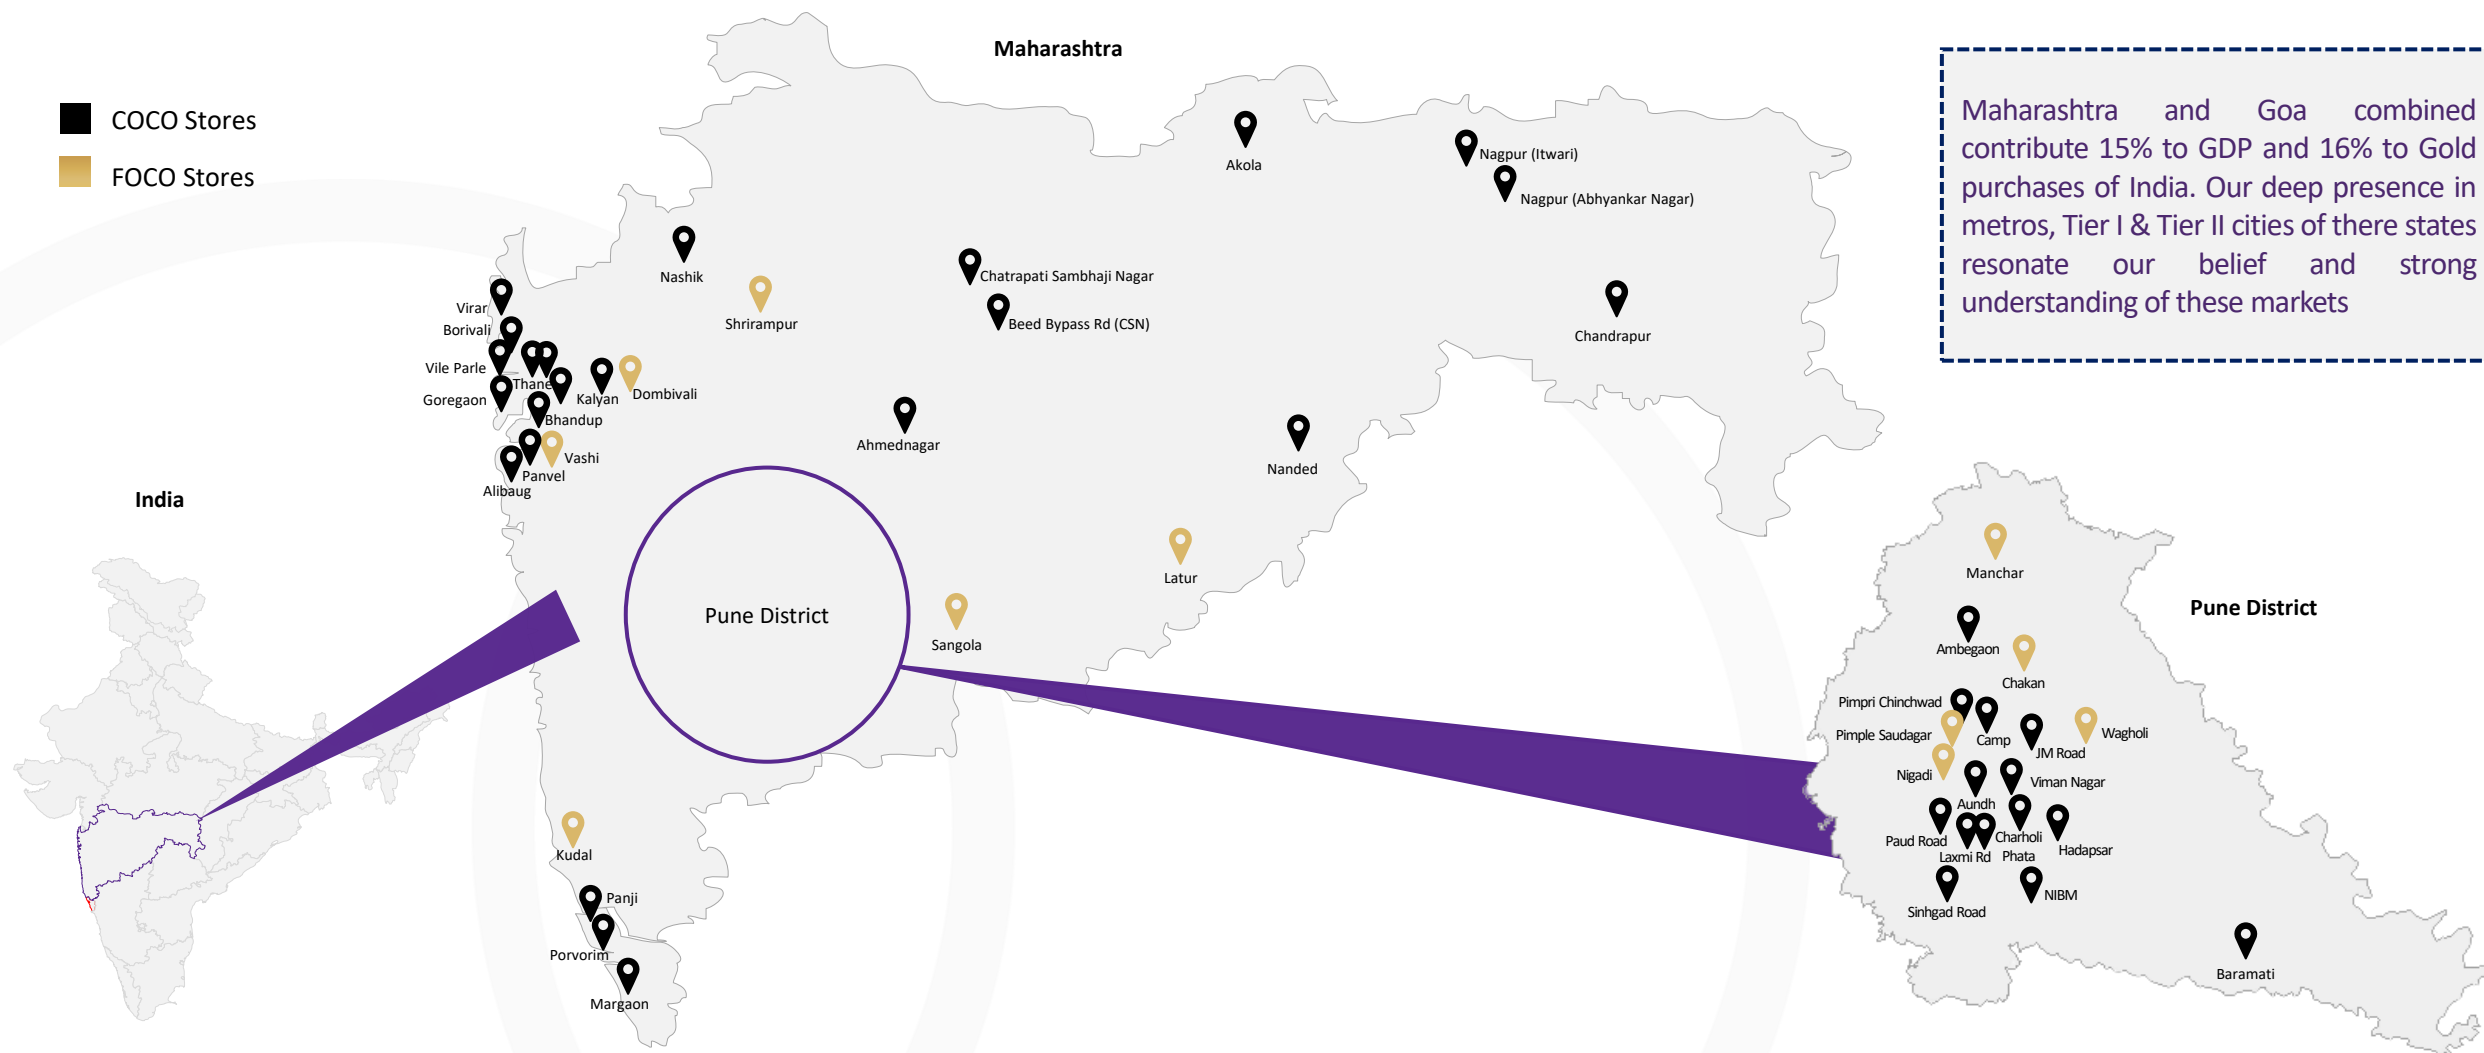 Maharashtra
COCO Stores
FOCO Stores
Maharashtra and Goa combined
contribute 15% to GDP and 16% to Gold
purchases of India. Our deep presence in
metros, Tier I & Tier II cities of there states
resonate our belief and strong
understanding of these markets
Akola
Nagpur (Itwari)
Nagpur (Abhyankar Nagar)
Nashik
Shrirampur
Chatrapati Sambhaji Nagar
Beed Bypass Rd (CSN)
Chandrapur
Virar
Borivali
Vile Parle
Thane
Goregaon
Kalyan
Dombivali
Bhandup
Vashi
Panvel
Alibaug
Ahmednagar
Nanded
India
Pune District
Latur
Sangola
Kudal
Panji
Porvorim
Margaon
Pune District
Manchar
Ambegaon
Chakan
Pimpri Chinchwad
Pimple Saudagar
Camp
JM Road
Wagholi
Nigadi
Viman Nagar
Aundh
Paud Road
Laxmi Rd
Charholi
Phata
Hadapsar
Sinhgad Road
NIBM
Baramati